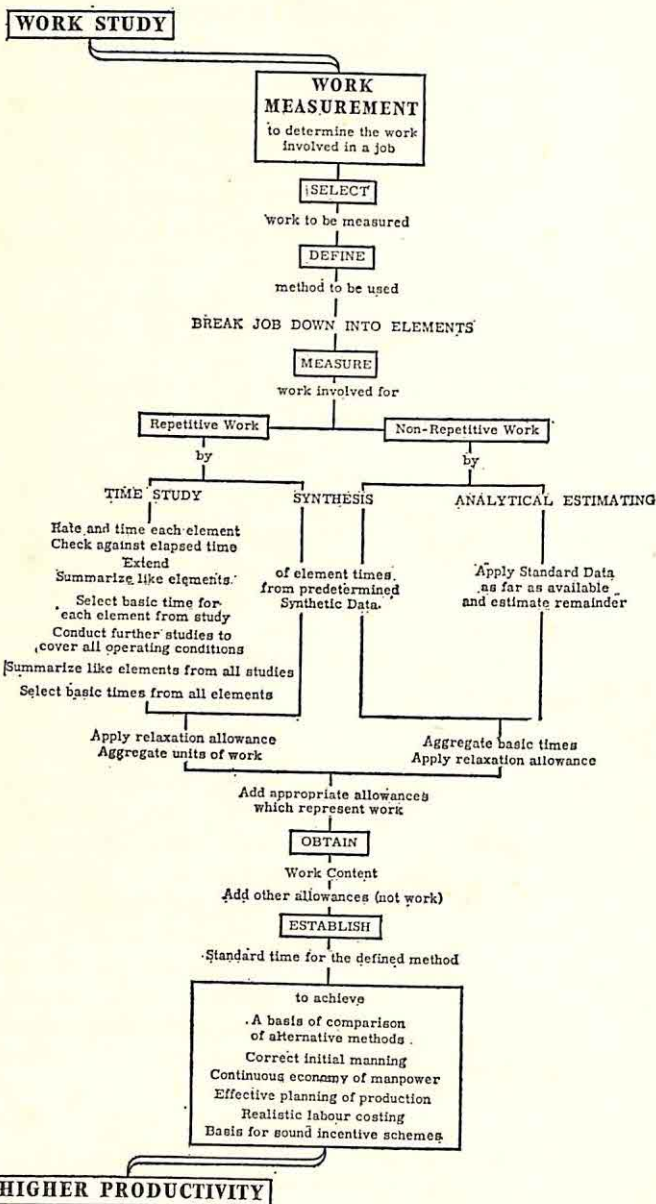 WORK STUDY
WORK
MEASUREMENT
to determine the work
involved in a job
SELECT
work to be measured
DEFINE
method to be used
BREAK JOB DOWN INTO ELEMENTS
MEASURE
work involved for
Repetitive Work
Non-Repetitive Work
by
by
TIME STUDY
SYNTHESIS
ANALYTICAL ESTIMATING
Rate and time each element
Check against elapsed time
Extend
Summarize like elements.
Select basic time for
each element from study
Conduct further studies to
cover all operating conditions
Summarize like elements from all studies
Select basic times from all elements
of element times
from predetermined
Synthetic Data.
Apply Standard Data
as far as available
and estimate remainder
Apply relaxation allowance
Aggregate units of work
Aggregate basic times
Apply relaxation allowance
Add appropriate allowances
which represent work
OBTAIN
Work Content
Add other allowances (not work)
ESTABLISH
Standard time for the defined method
to achieve
A basis of comparison
of alternative methods.
Correct initial manning
Continuous economy of manpower
Effective planning of production
Realistic labour costing
Basis for sound incentive schemes.
HIGHER PRODUCTIVITY